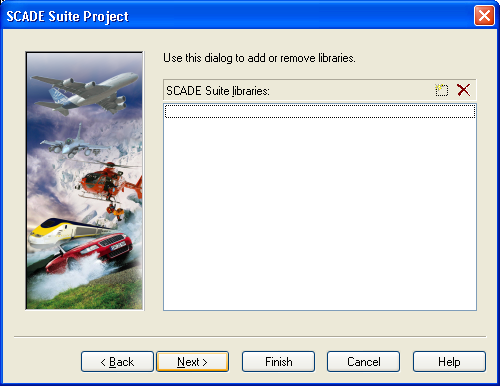 SCADE Suite Project
Use this dialog to add or remove libraries.
SCADE Suite libraries:
< Back
Next >
Finish
Cancel
Help